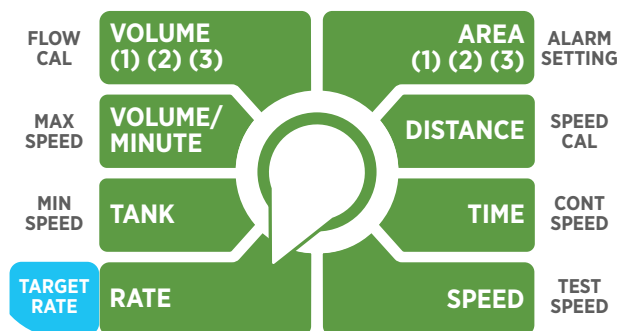 FLOW
CAL
VOLUME
(1) (2) (3)
AREA
(1) (2) (3)
ALARM
SETTING
MAX
SPEED
VOLUME/
MINUTE
DISTANCE
SPEED
CAL
MIN
SPEED
TANK
TIME
CONT
SPEED
TARGET
RATE
RATE
SPEED
TEST
SPEED